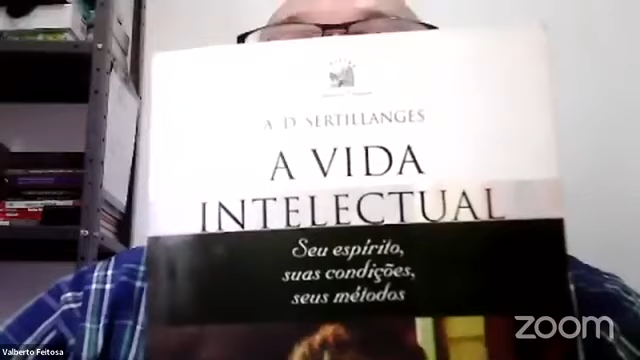 A D SERTILLANGES
A VIDA
INTELECTUAL
Seu espírito,
suas condições,
seus métodos
zoom
Valberto Feitosa